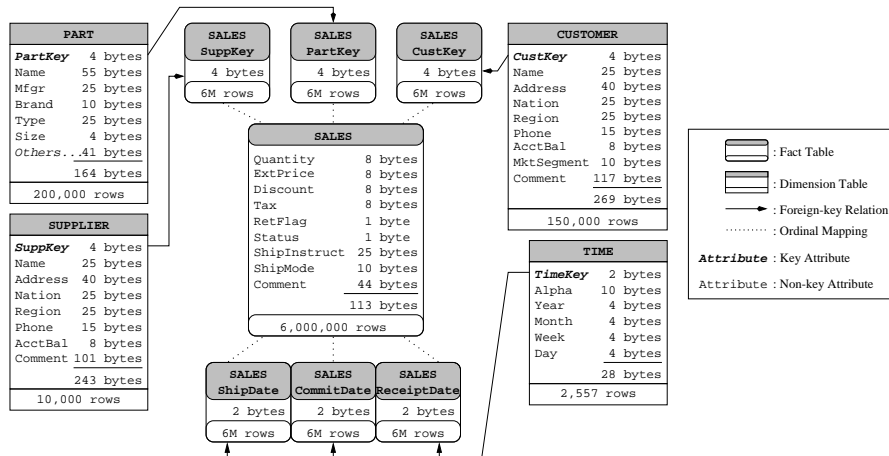 PART
PartKey 4 bytes
Name 55 bytes
Mfgr 25 bytes
Brand 10 bytes
Type 25 bytes
Size 4 bytes
Others... 41 bytes
164 bytes
200,000 rows
SUPPLIER
SuppKey 4 bytes
Name 25 bytes
Address 40 bytes
Nation 25 bytes
Region 25 bytes
Phone 15 bytes
AcctBal 8 bytes
Comment 101 bytes
243 bytes
10,000 rows
SALES
SuppKey
4 bytes
6M rows
SALES
PartKey
4 bytes
6M rows
SALES
CustKey
4 bytes
6M rows
SALES
Quantity 8 bytes
ExtPrice 8 bytes
Discount 8 bytes
Tax 8 bytes
RetFlag 1 byte
Status 1 byte
ShipInstruct 25 bytes
ShipMode 10 bytes
Comment 44 bytes
113 bytes
6,000,000 rows
SALES
ShipDate
2 bytes
6M rows
SALES
CommitDate
2 bytes
6M rows
SALES
ReceiptDate
2 bytes
6M rows
CUSTOMER
CustKey 4 bytes
Name 25 bytes
Address 40 bytes
Nation 25 bytes
Region 25 bytes
Phone 15 bytes
AcctBal 8 bytes
MktSegment 10 bytes
Comment 117 bytes
269 bytes
150,000 rows
TIME
TimeKey 2 bytes
Alpha 10 bytes
Year 4 bytes
Month 4 bytes
Week 4 bytes
Day 4 bytes
28 bytes
2,557 rows
: Fact Table
: Dimension Table
: Foreign-key Relation
: Ordinal Mapping
Attribute : Key Attribute
Attribute : Non-key Attribute